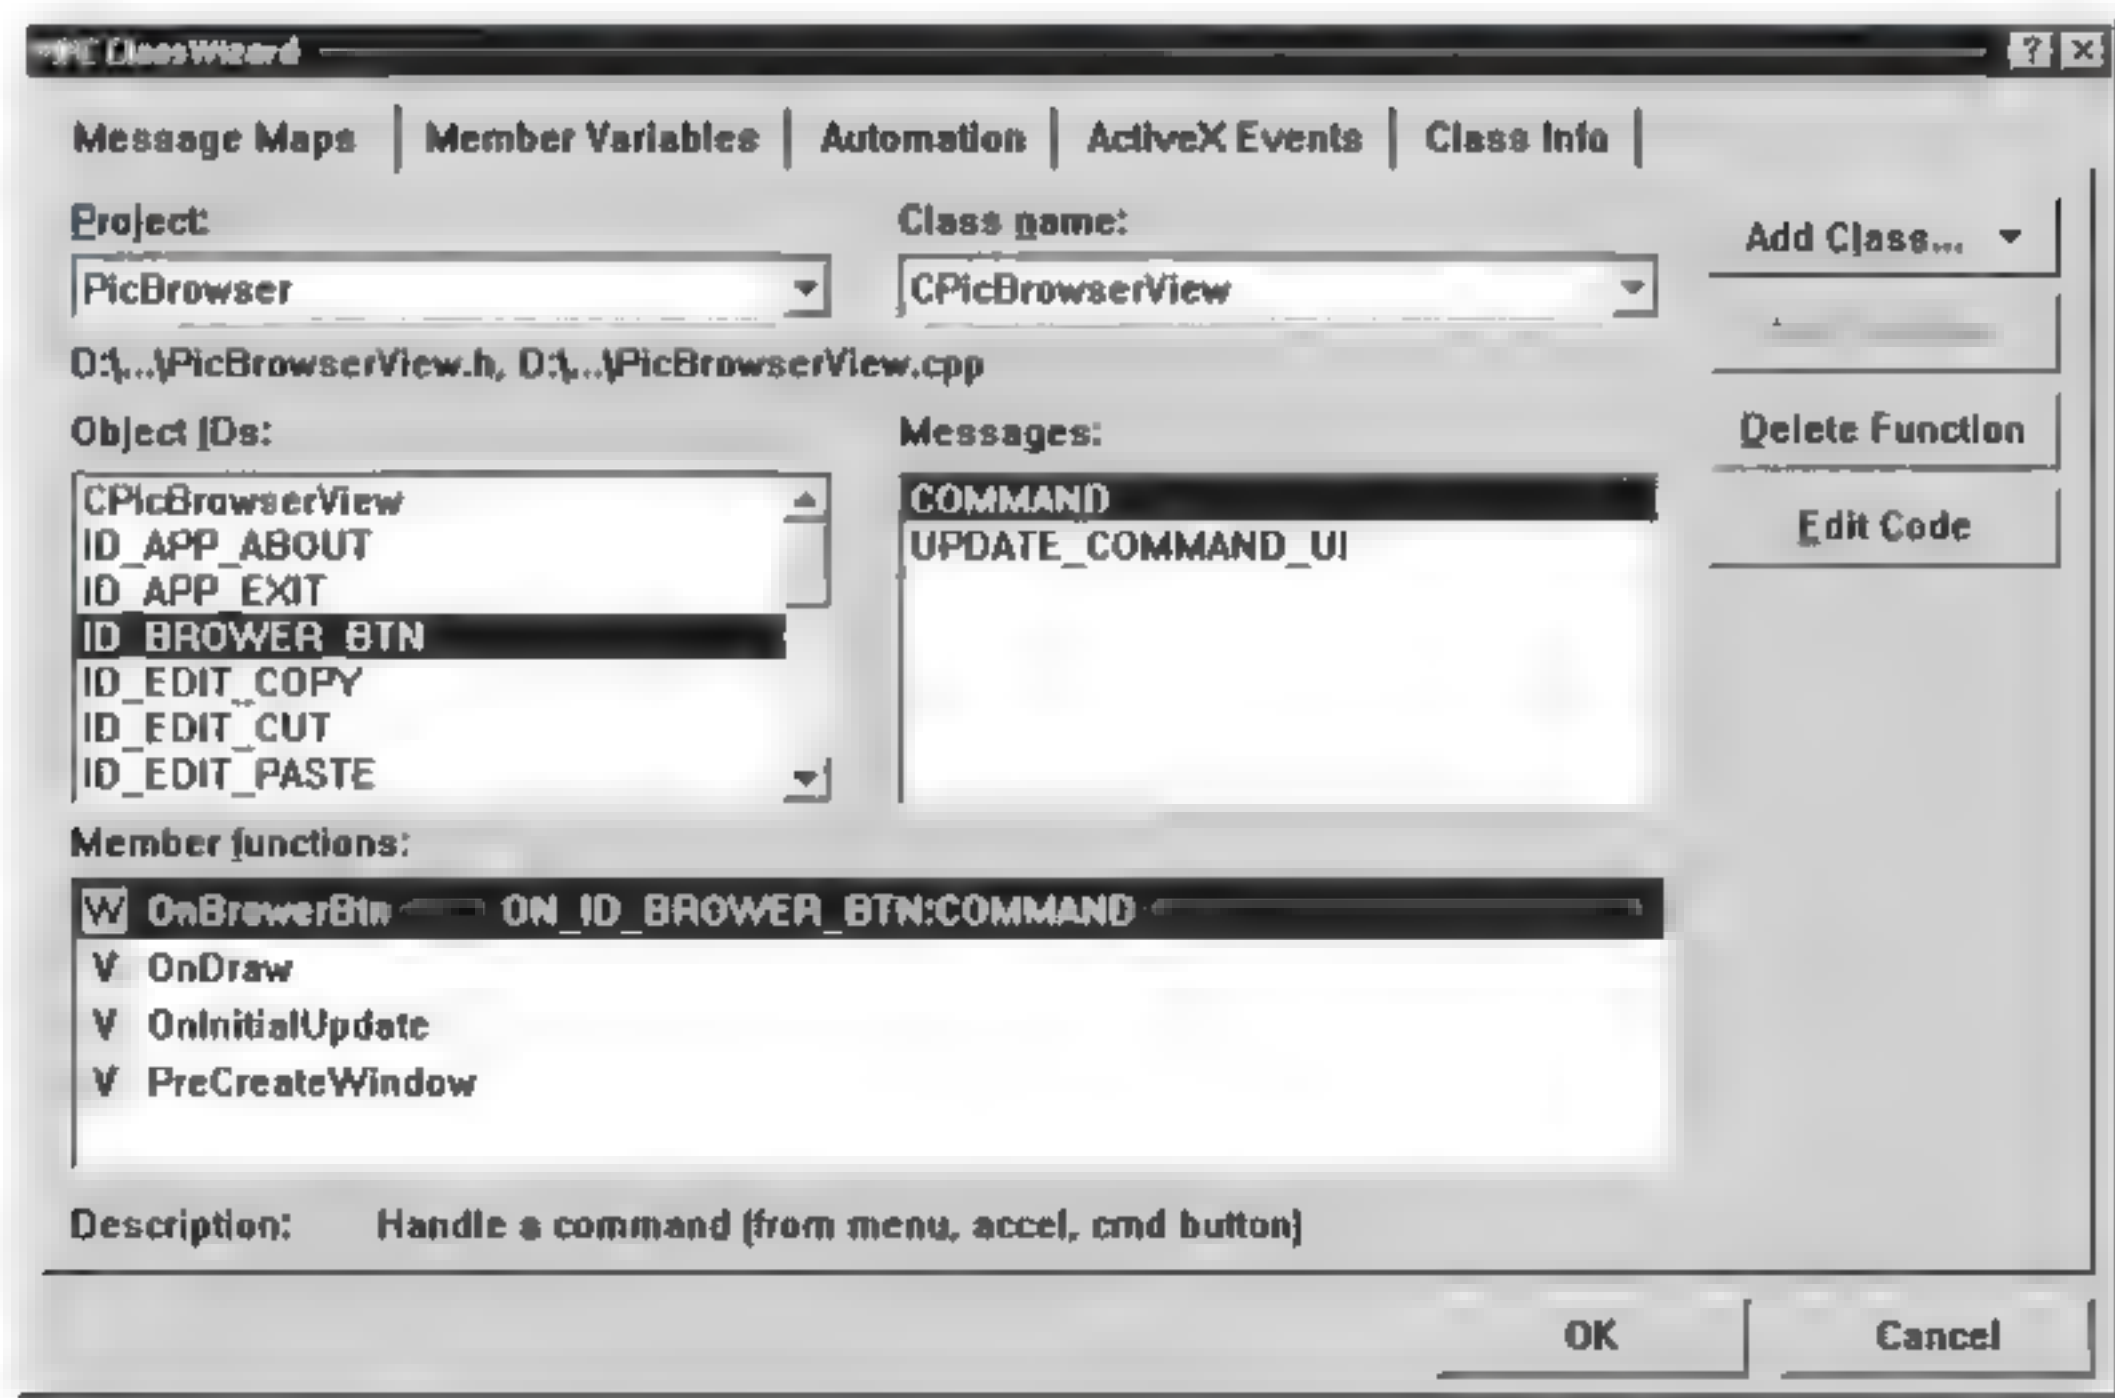 ClassWizard
Message Maps Member Variables Automation ActiveX Events Class Info
Project:
Class name:
Add Class...
PicBrowser
CPicBrowserView
D:\...\PicBrowserView.h, D:\...\PicBrowserView.cpp
Object IDs:
Messages:
Delete Function
CPicBrowserView
ID_APP_ABOUT
ID_APP_EXIT
ID_BROWER_BTN
ID_EDIT_COPY
ID_EDIT_CUT
ID_EDIT_PASTE
COMMAND
UPDATE_COMMAND_UI
Edit Code
Member functions:
W OnBrowerBtn ON_ID_BROWER_BTN:COMMAND
V OnDraw
V OnInitialUpdate
V PreCreateWindow
Description: Handle a command (from menu, accel, cmd button)
OK
Cancel